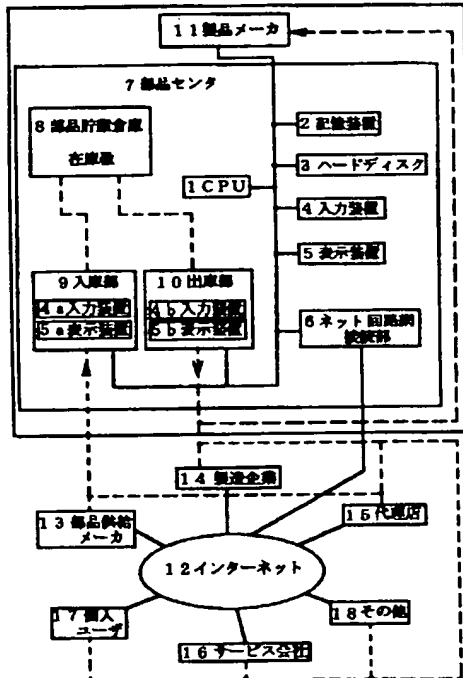 11製品メーカ
7部品センタ
8部品貯蔵倉庫
在庫数
2記憶装置
3ハードディスク
1CPU
4入力装置
5表示装置
9入庫部
4a入力装置
5a表示装置
10出庫部
4b入力装置
5b表示装置
6ネット回路網
接続部
14製造企業
13部品供給
メーカ
15代理店
12インターネット
17個人
ユーザ
18その他
16サービス会社